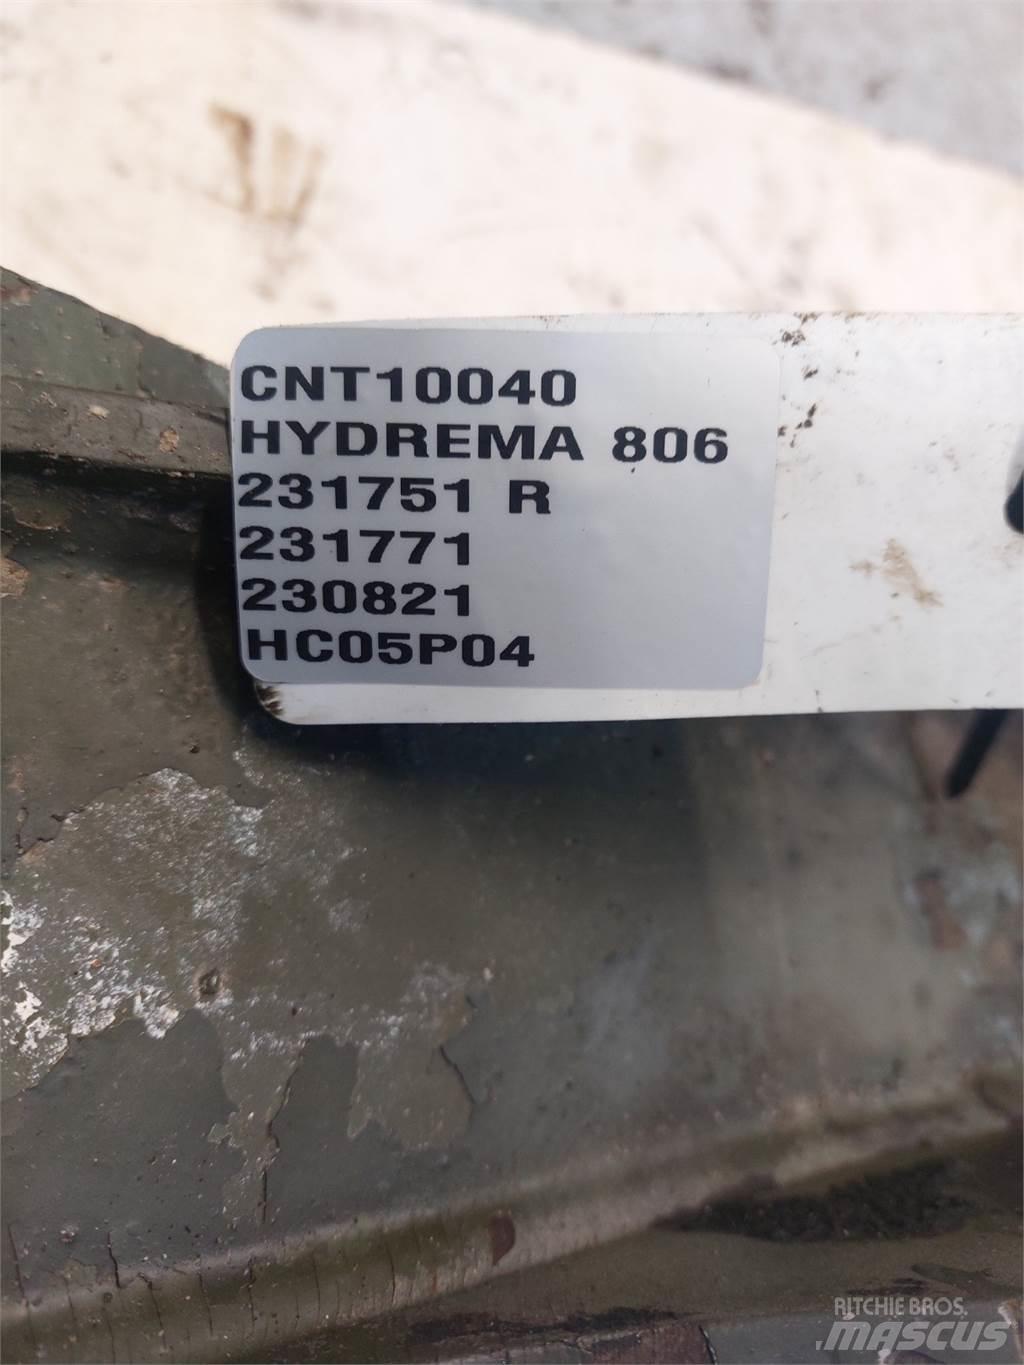 CNT10040
HYDREMA 806
231751 R
231771
230821
HC05P04
RITCHIE BROS.
MASCUS